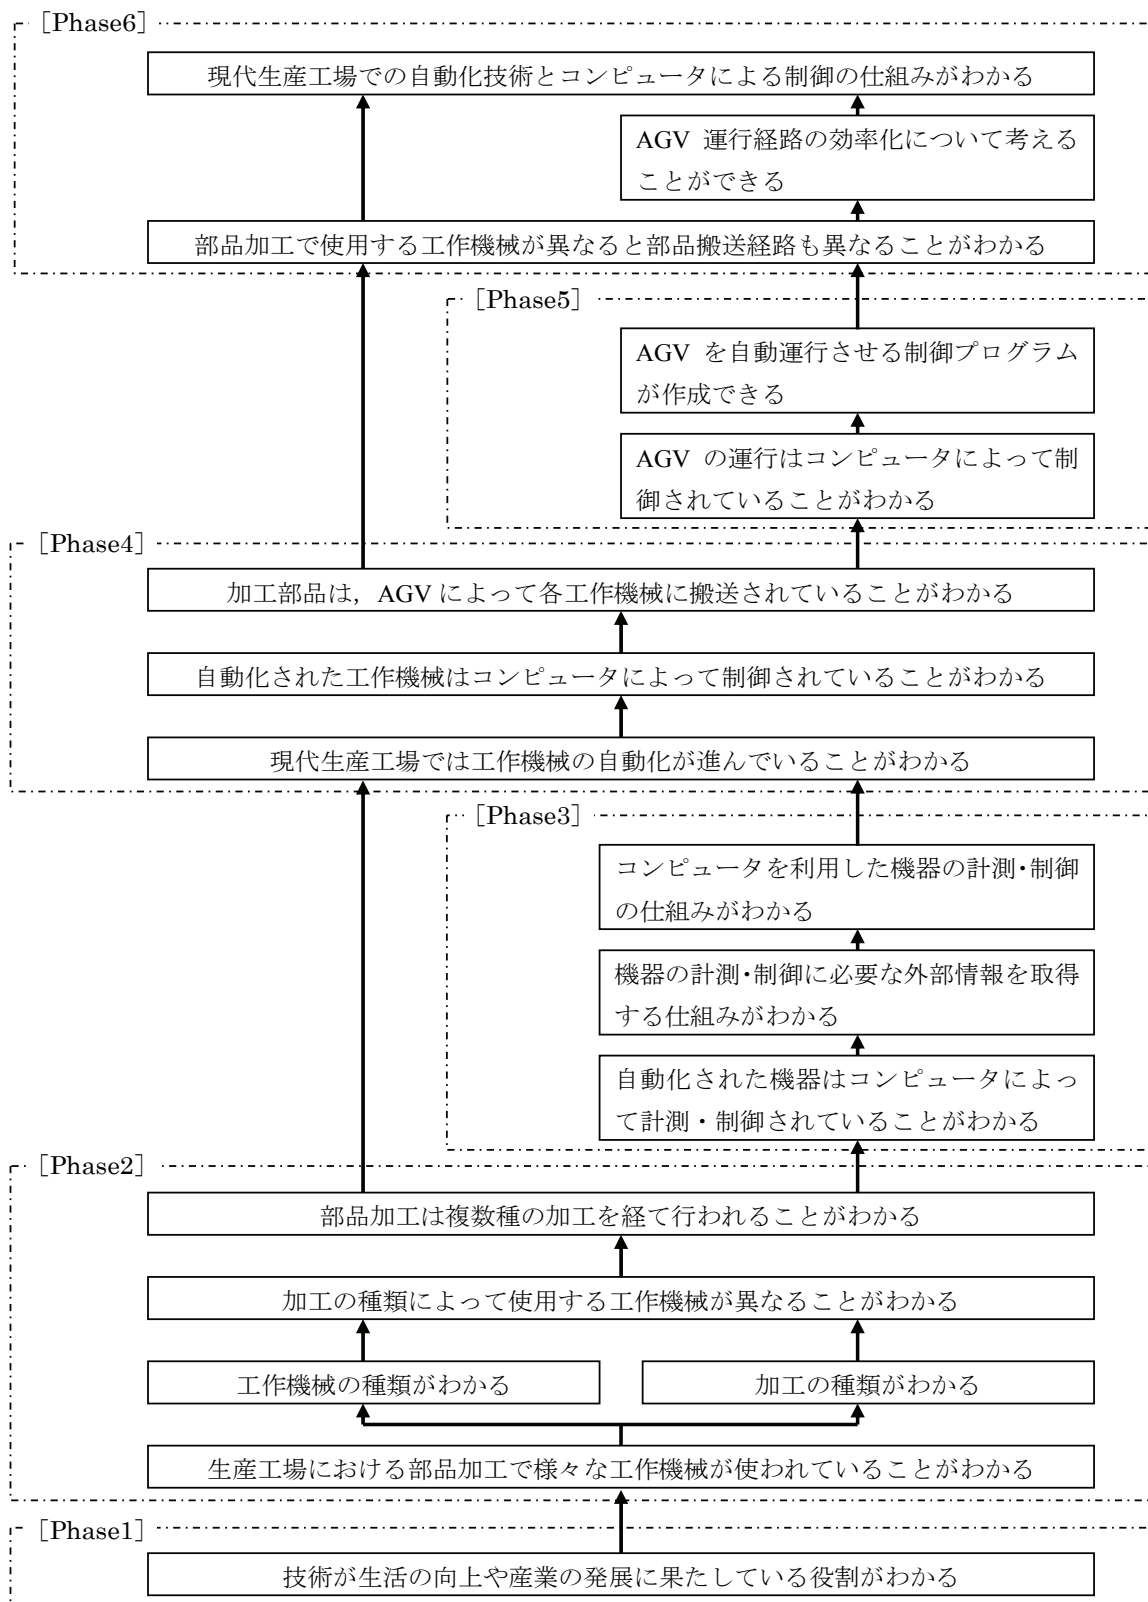 ［Phase6］
現代生産工場での自動化技術とコンピュータによる制御の仕組みがわかる
AGV 運行経路の効率化について考える
ことができる
部品加工で使用する工作機械が異なると部品搬送経路も異なることがわかる
［Phase5］
AGV を自動運行させる制御プログラム
が作成できる
AGV の運行はコンピュータによって制
御されていることがわかる
［Phase4］
加工部品は，AGV によって各工作機械に搬送されていることがわかる
自動化された工作機械はコンピュータによって制御されていることがわかる
現代生産工場では工作機械の自動化が進んでいることがわかる
［Phase3］
コンピュータを利用した機器の計測･制御
の仕組みがわかる
機器の計測･制御に必要な外部情報を取得
する仕組みがわかる
自動化された機器はコンピュータによっ
て計測・制御されていることがわかる
［Phase2］
部品加工は複数種の加工を経て行われることがわかる
加工の種類によって使用する工作機械が異なることがわかる
工作機械の種類がわかる
加工の種類がわかる
生産工場における部品加工で様々な工作機械が使われていることがわかる
［Phase1］
技術が生活の向上や産業の発展に果たしている役割がわかる